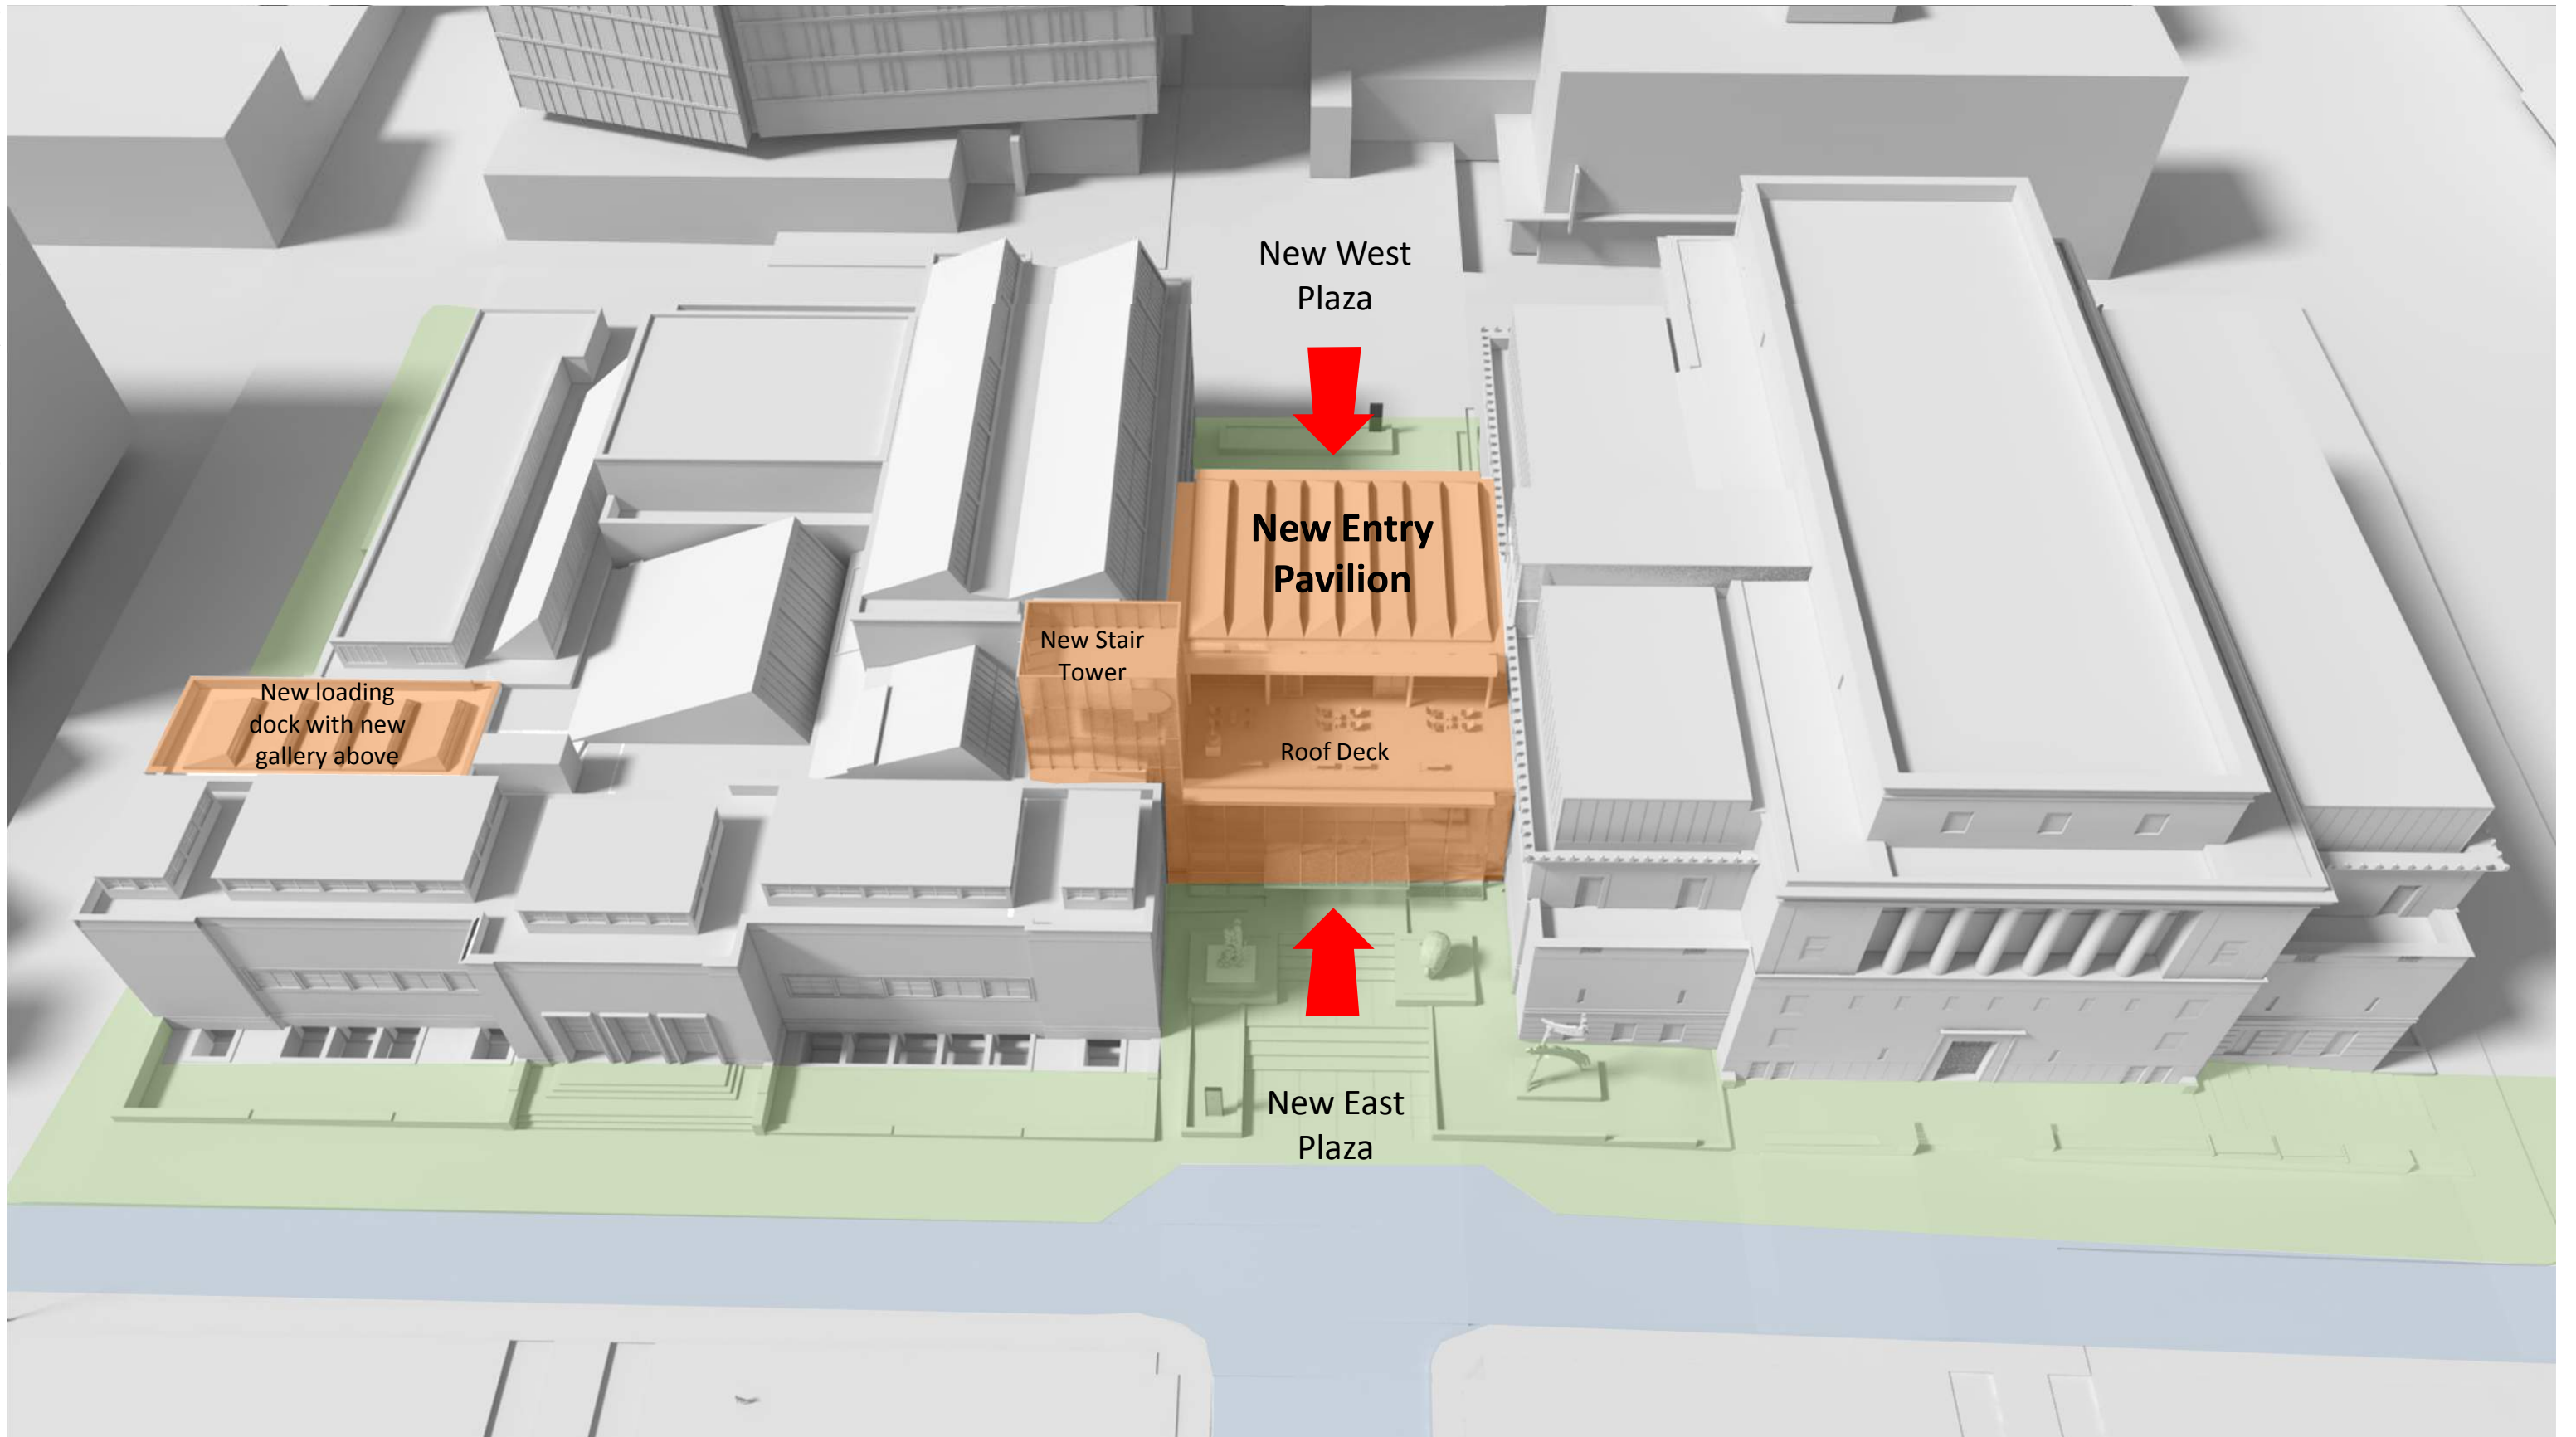 New West
Plaza
New Entry
Pavilion
New Stair
Tower
New loading
dock with new
gallery above
Roof Deck
New East
Plaza